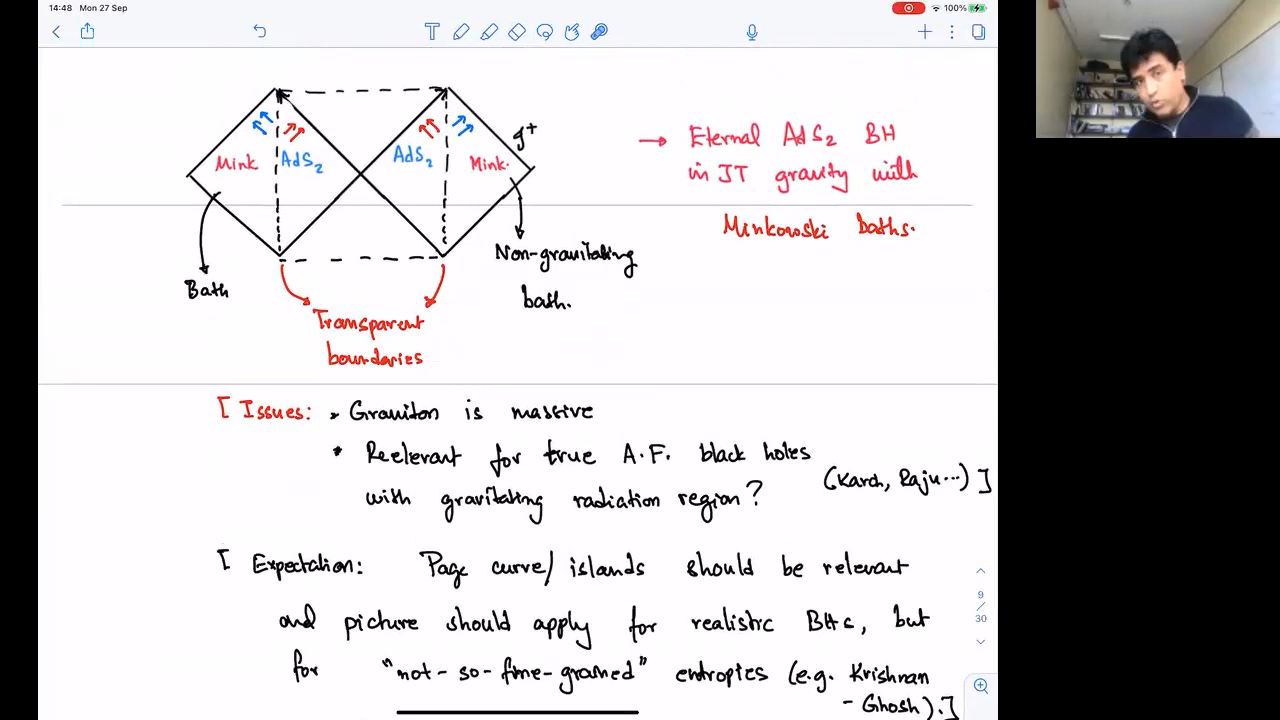 14:48 Mon 27 Sep
100%
g+
Mink
AdS2
AdS2
Mink.
→ Eternal AdS2 BH
in JT gravity with
Minkowski baths.
Bath
Non-gravitating
bath.
Transparent
boundaries
[ Issues: * Graviton is massive
* Reelevant for true A.F. black holes
with gravitating radiation region? (Karch, Raju...) ]
[ Expectation: Page curve/ islands should be relevant
and picture should apply for realistic BHs, but
for "not-so-fine-grained" entropies (e.g. Krishnan
- Ghosh).]
9
/
30